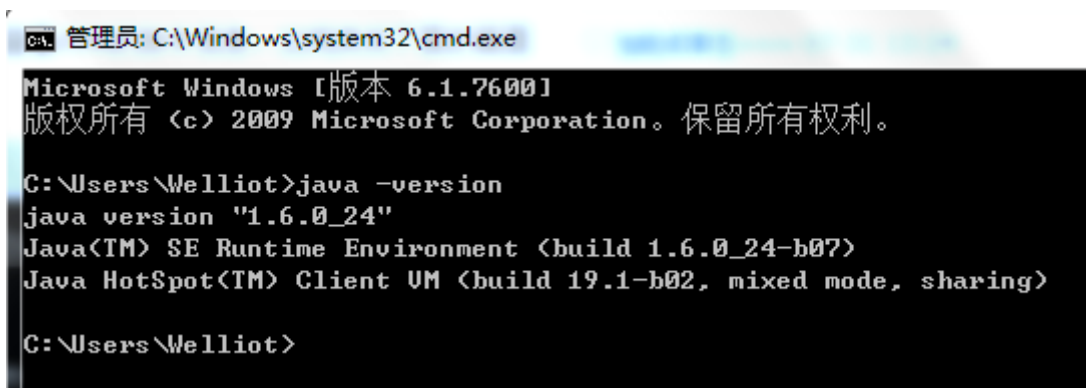 管理员: C:\Windows\system32\cmd.exe
Microsoft Windows [版本 6.1.7600]
版权所有 (c) 2009 Microsoft Corporation。保留所有权利。
C:\Users\Welliot>java -version
java version "1.6.0_24"
Java(TM) SE Runtime Environment (build 1.6.0_24-b07)
Java HotSpot(TM) Client VM (build 19.1-b02, mixed mode, sharing)
C:\Users\Welliot>